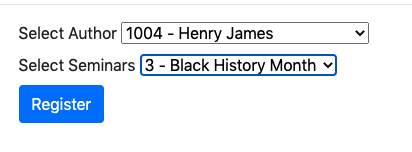 Select Author 1004 - Henry James
Select Seminars 3 - Black History Month
Register